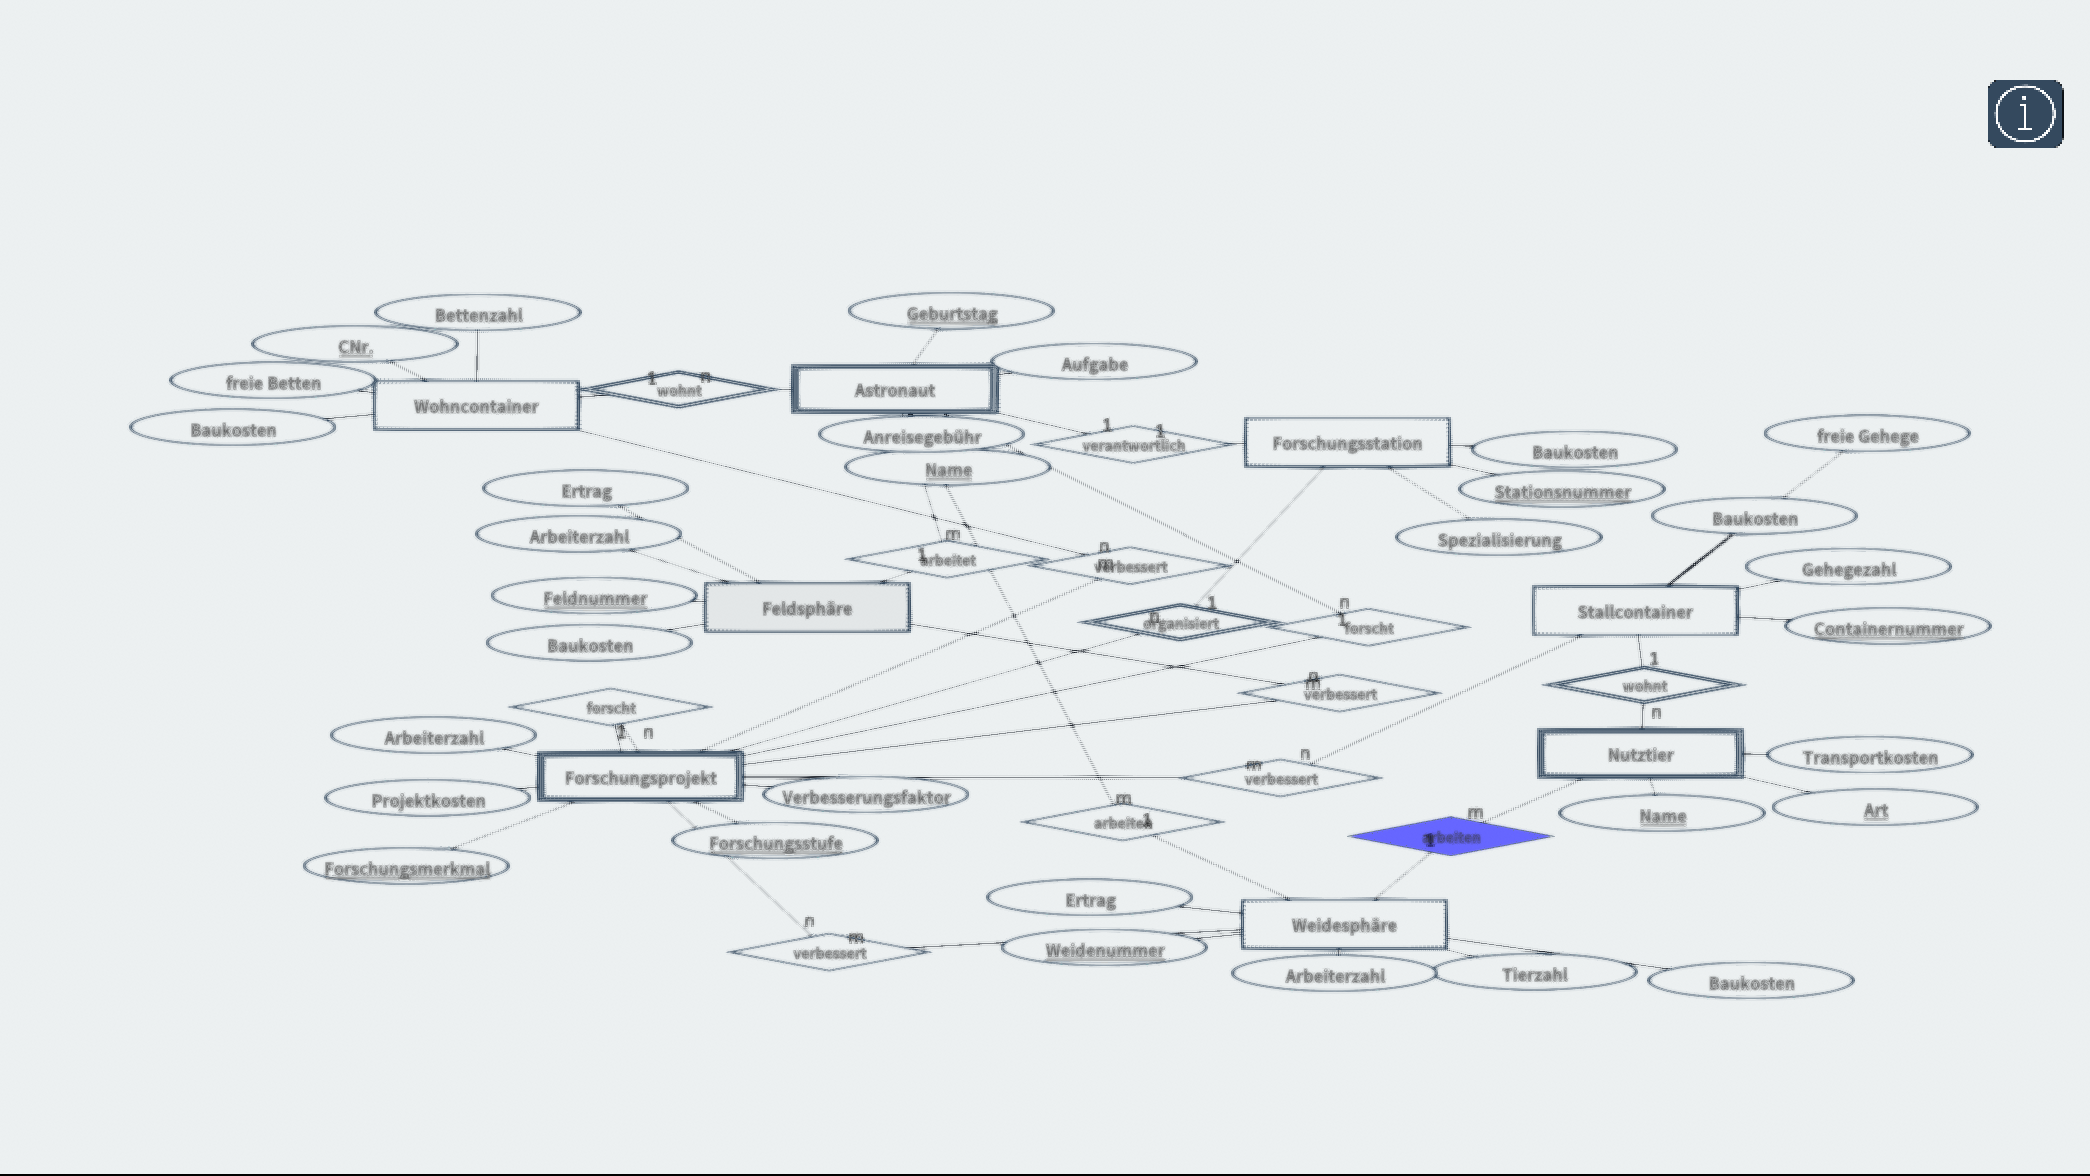 i
Geburtstag
Bettenzahl
CNr.
Aufgabe
freie Betten
1
n
wohnt
Astronaut
Wohncontainer
Baukosten
Anreisegebühr
1
1
verantwortlich
Forschungsstation
freie Gehege
Baukosten
Name
Ertrag
Stationsnummer
Baukosten
Arbeiterzahl
m
1
arbeitet
n
m
verbessert
Spezialisierung
Gehegezahl
Feldnummer
Feldsphäre
1
n
organisiert
n
1
forscht
Stallcontainer
Containernummer
Baukosten
1
wohnt
n
m
verbessert
forscht
1
n
n
Arbeiterzahl
Forschungsprojekt
n
m
verbessert
Nutztier
Transportkosten
Projektkosten
Verbesserungsfaktor
m
arbeiten
1
m
Name
Art
Forschungsstufe
1
arbeiten
Forschungsmerkmal
Ertrag
n
m
verbessert
Weidenummer
Weidesphäre
Arbeiterzahl
Tierzahl
Baukosten